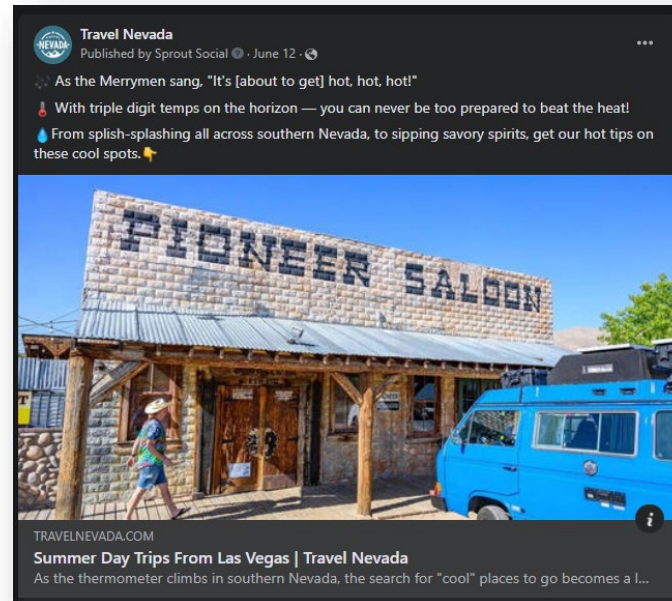 NEVADA
Travel Nevada
Published by Sprout Social · June 12 ·
As the Merrymen sang, "It's [about to get] hot, hot, hot!"
With triple digit temps on the horizon — you can never be too prepared to beat the heat!
From splish-splashing all across southern Nevada, to sipping savory spirits, get our hot tips on
these cool spots.
PIONEER SALOON
TRAVELNEVADA.COM
Summer Day Trips From Las Vegas | Travel Nevada
As the thermometer climbs in southern Nevada, the search for "cool" places to go becomes a l...